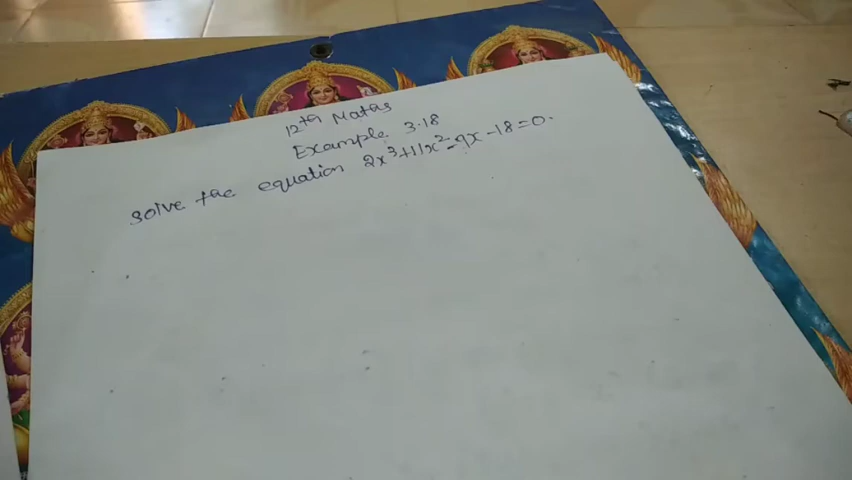 12th Maths
Example 3.18
Solve the equation 2x³+11x²-9x-18=0.